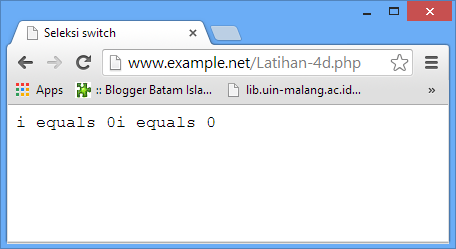 Seleksi switch
www.example.net/Latihan-4d.php
Apps :: Blogger Batam Isla... lib.uin-malang.ac.id... »
i equals 0i equals 0